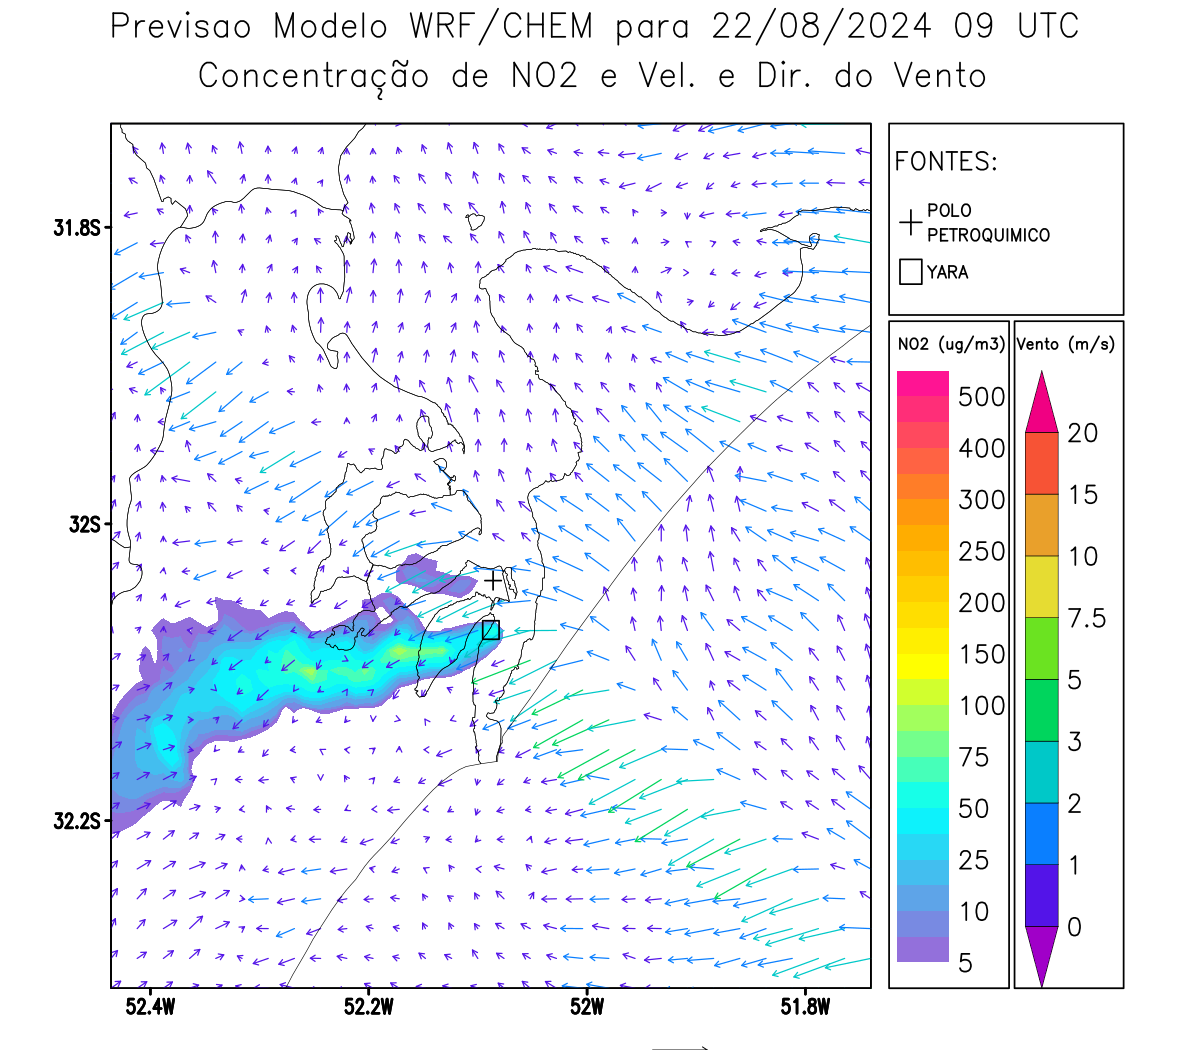 Previsao Modelo WRF/CHEM para 22/08/2024 09 UTC
Concentração de NO2 e Vel. e Dir. do Vento
FONTES:
POLO
PETROQUIMICO
YARA
NO2 (ug/m3)
500
400
300
250
200
150
100
75
50
25
10
5
Vento (m/s)
20
15
10
7.5
5
3
2
1
0
31.8S
32S
32.2S
52.4W
52.2W
52W
51.8W